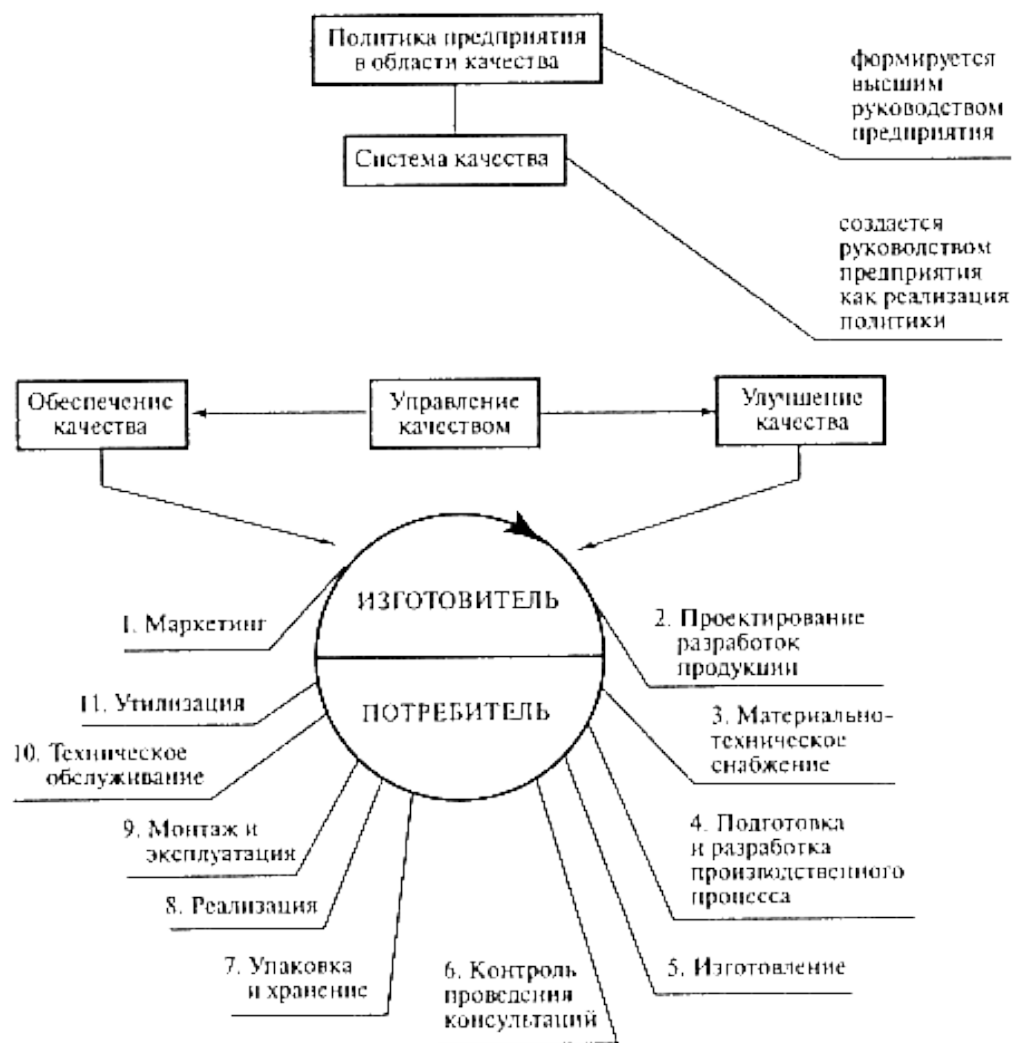 Политика предприятия
в области качества
формируется
высшим
руководством
предприятия
Система качества
создается
руководством
предприятия
как реализация
политики
Обеспечение
качества
Управление
качеством
Улучшение
качества
ИЗГОТОВИТЕЛЬ
ПОТРЕБИТЕЛЬ
1. Маркетинг
2. Проектирование
разработок
продукции
3. Материально-
техническое
снабжение
4. Подготовка
и разработка
производственного
процесса
5. Изготовление
6. Контроль
проведения
консультаций
7. Упаковка
и хранение
8. Реализация
9. Монтаж и
эксплуатация
10. Техническое
обслуживание
11. Утилизация